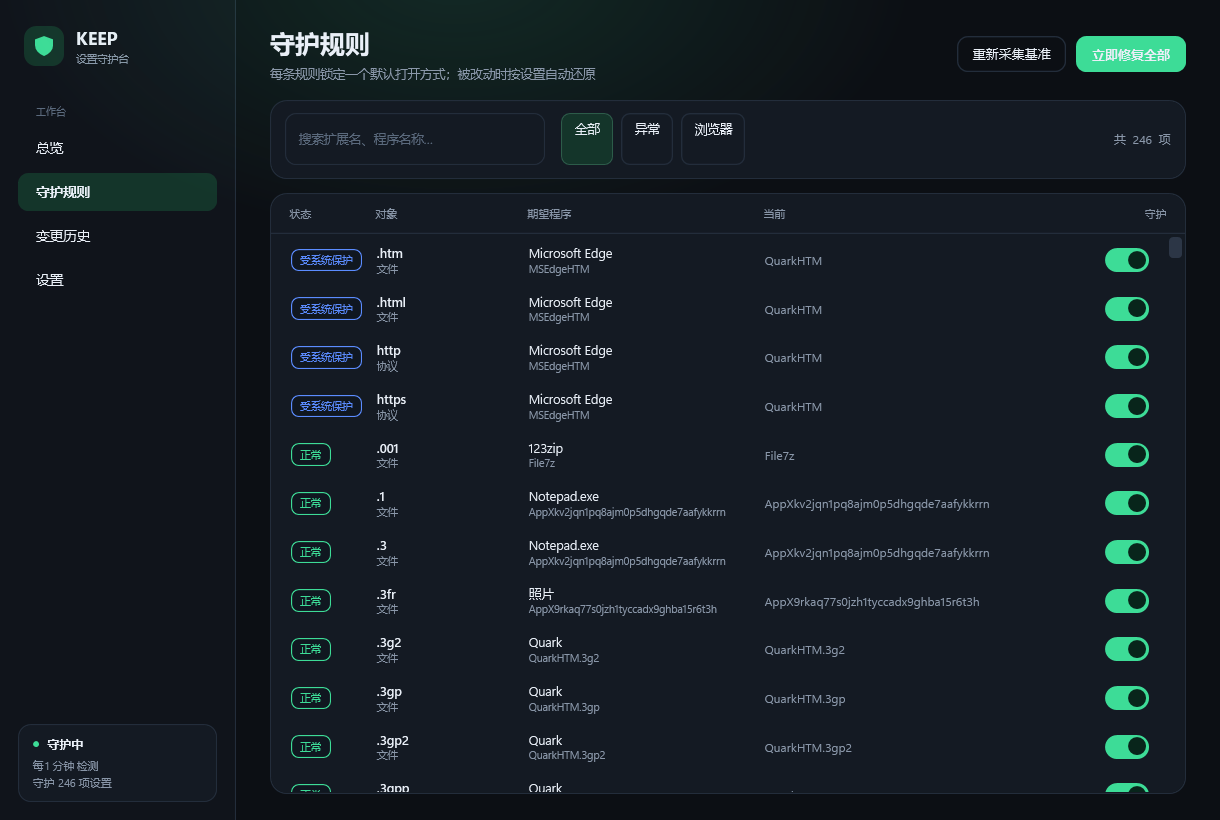 KEEP
设置守护台
工作台
总览
守护规则
变更历史
设置
守护中
每1 分钟 检测
守护 246 项设置
守护规则
每条规则锁定一个默认打开方式；被改动时按设置自动还原
重新采集基准
立即修复全部
搜索扩展名、程序名称...
全部
异常
浏览器
共 246 项
状态 对象 期望程序 当前 守护
受系统保护 .htm Microsoft Edge QuarkHTM
文件 MSEdgeHTM
受系统保护 .html Microsoft Edge QuarkHTM
文件 MSEdgeHTM
受系统保护 http Microsoft Edge QuarkHTM
协议 MSEdgeHTM
受系统保护 https Microsoft Edge QuarkHTM
协议 MSEdgeHTM
正常 .001 123zip File7z
文件 File7z
正常 .1 Notepad.exe AppXkv2jqn1pq8ajm0p5dhgqde7aafykkrrn
文件 AppXkv2jqn1pq8ajm0p5dhgqde7aafykkrrn
正常 .3 Notepad.exe AppXkv2jqn1pq8ajm0p5dhgqde7aafykkrrn
文件 AppXkv2jqn1pq8ajm0p5dhgqde7aafykkrrn
正常 .3fr 照片 AppX9rkaq77s0jzh1tyccadx9ghba15r6t3h
文件 AppX9rkaq77s0jzh1tyccadx9ghba15r6t3h
正常 .3g2 Quark QuarkHTM.3g2
文件 QuarkHTM.3g2
正常 .3gp Quark QuarkHTM.3gp
文件 QuarkHTM.3gp
正常 .3gp2 Quark QuarkHTM.3gp2
文件 QuarkHTM.3gp2
.3gpp Quark